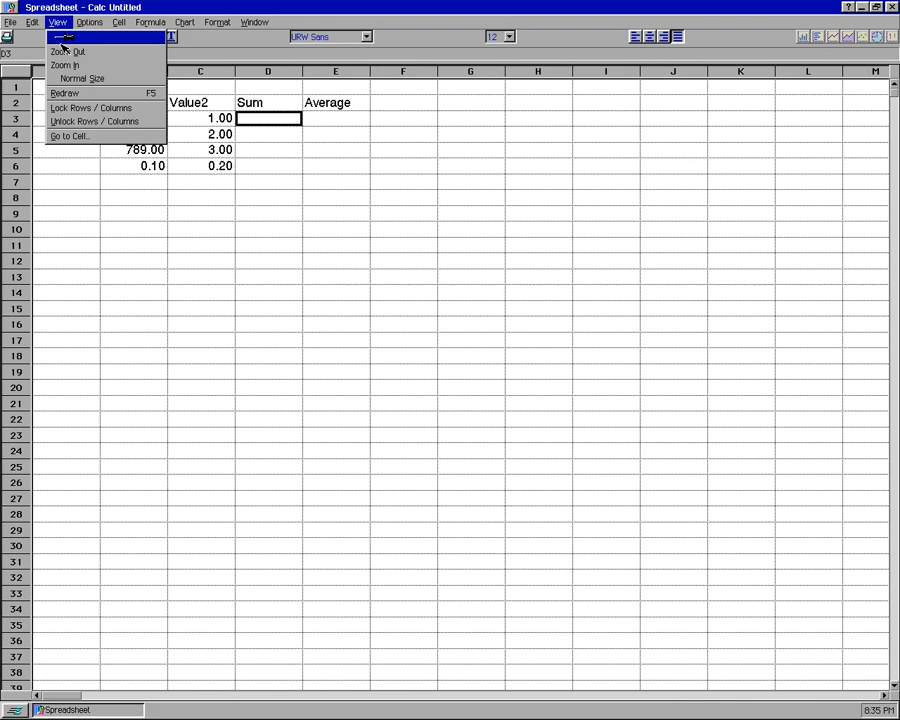 Spreadsheet - Calc Untitled
File Edit View Options Cell Formula Chart Format Window
T URW Sans 12
Zoom Out
Zoom In
Normal Size
Redraw F5
Lock Rows / Columns
Unlock Rows / Columns
Go to Cell...
D3
C D E F G H I J K L M
1
2 Value2 Sum Average
3 1.00
4 2.00
5 789.00 3.00
6 0.10 0.20
7
8
9
10
11
12
13
14
15
16
17
18
19
20
21
22
23
24
25
26
27
28
29
30
31
32
33
34
35
36
37
38
39
Spreadsheet 8:35 PM